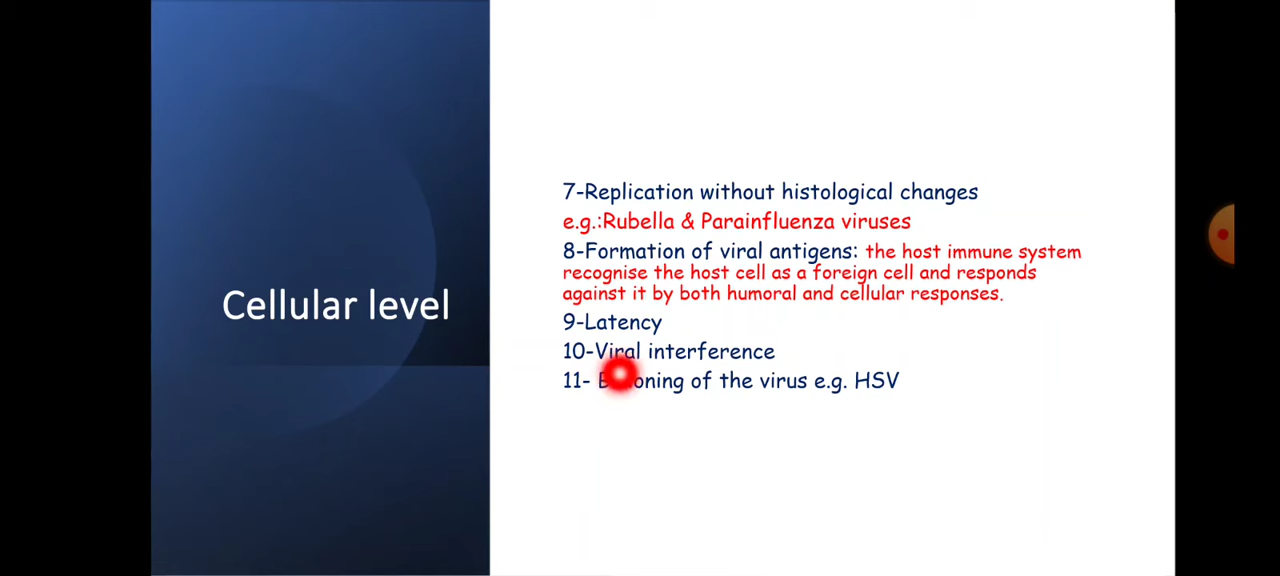 Cellular level
7-Replication without histological changes
e.g.:Rubella & Parainfluenza viruses
8-Formation of viral antigens: the host immune system
recognise the host cell as a foreign cell and responds
against it by both humoral and cellular responses.
9-Latency
10-Viral interference
11- of the virus e.g. HSV